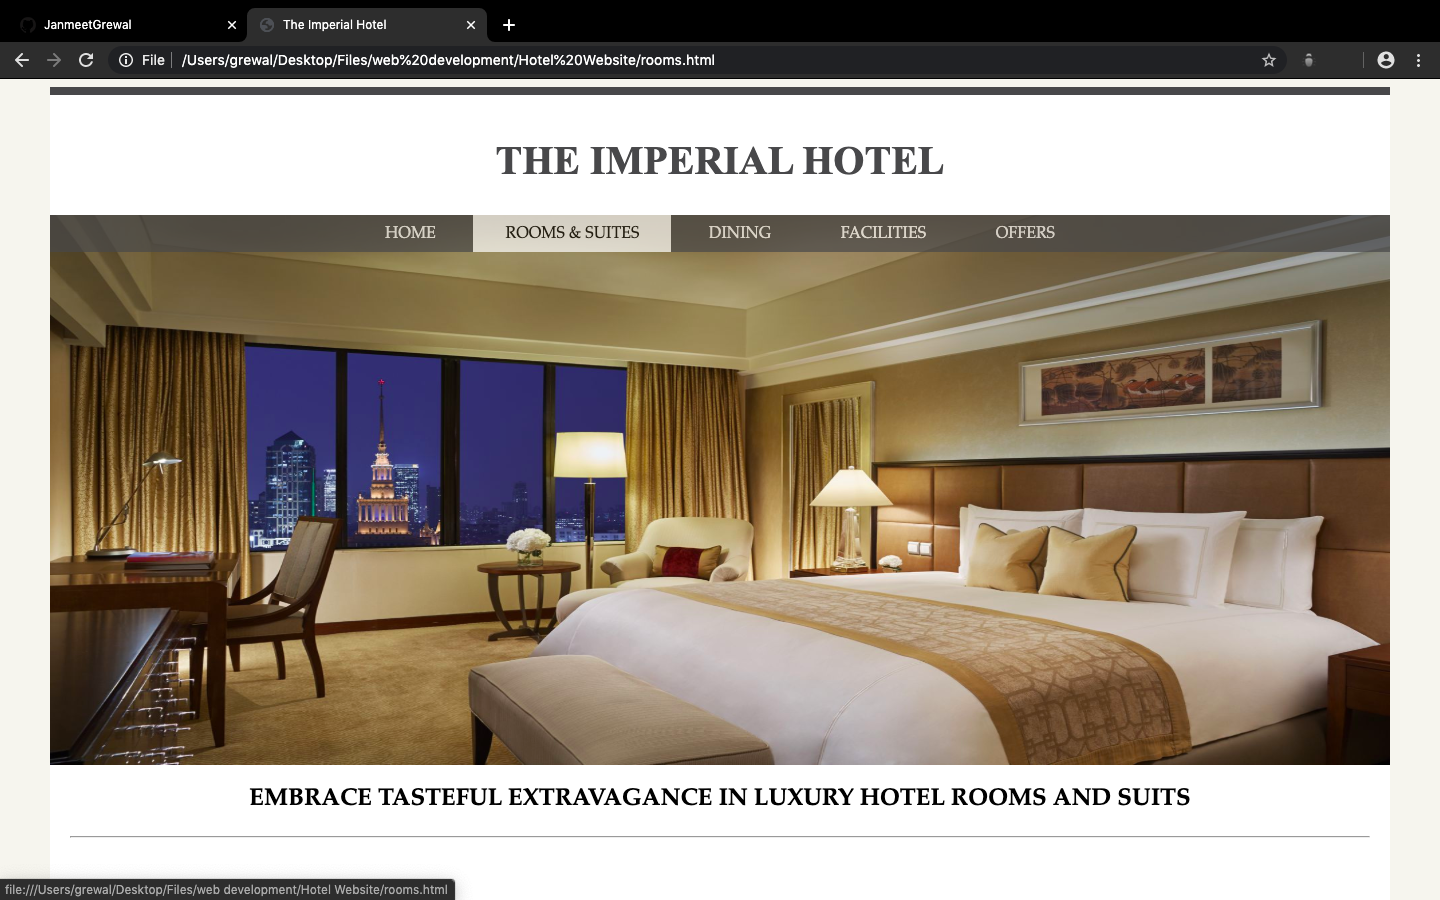 JanmeetGrewal
The Imperial Hotel
File /Users/grewal/Desktop/Files/web%20development/Hotel%20Website/rooms.html
THE IMPERIAL HOTEL
HOME ROOMS & SUITES DINING FACILITIES OFFERS
EMBRACE TASTEFUL EXTRAVAGANCE IN LUXURY HOTEL ROOMS AND SUITS
file:///Users/grewal/Desktop/Files/web development/Hotel Website/rooms.html